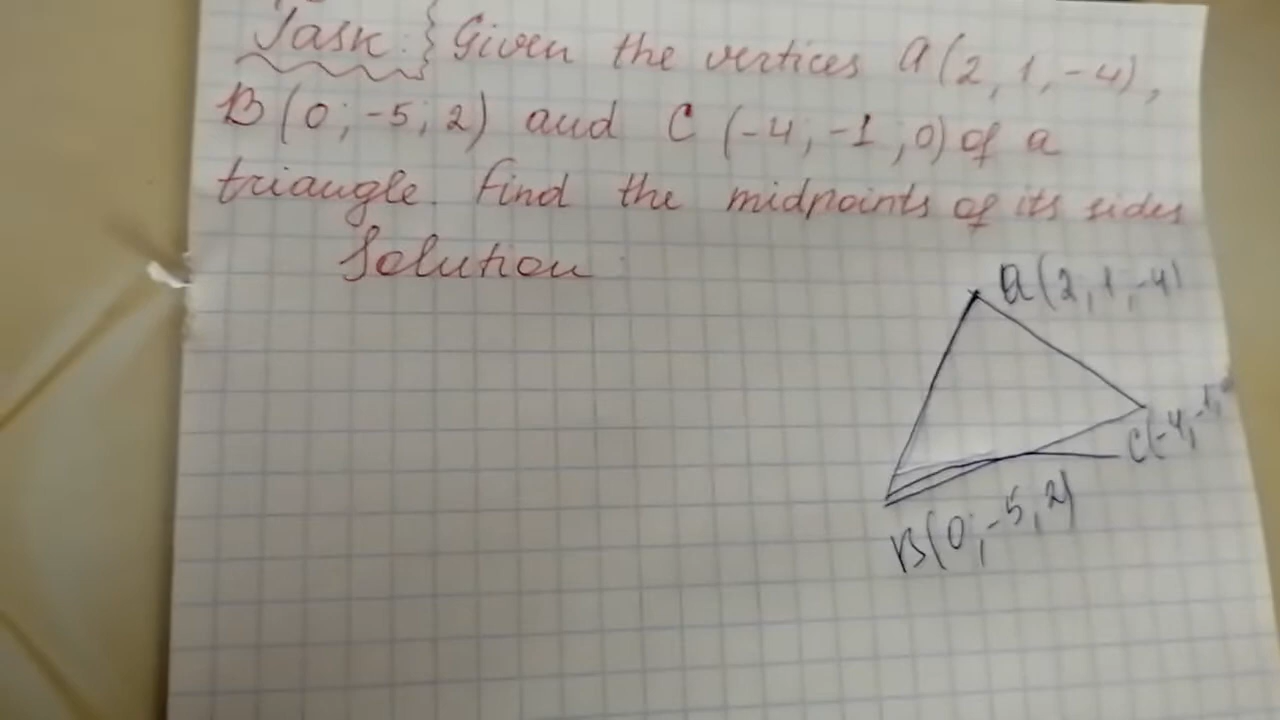 Task: Given the vertices A(2, 1, -4),
B(0; -5; 2) and C (-4, -1, 0) of a
triangle. Find the midpoints of its sides
Solution
A(2, 1, -4)
C(-4, -1,
B(0; -5, 2)